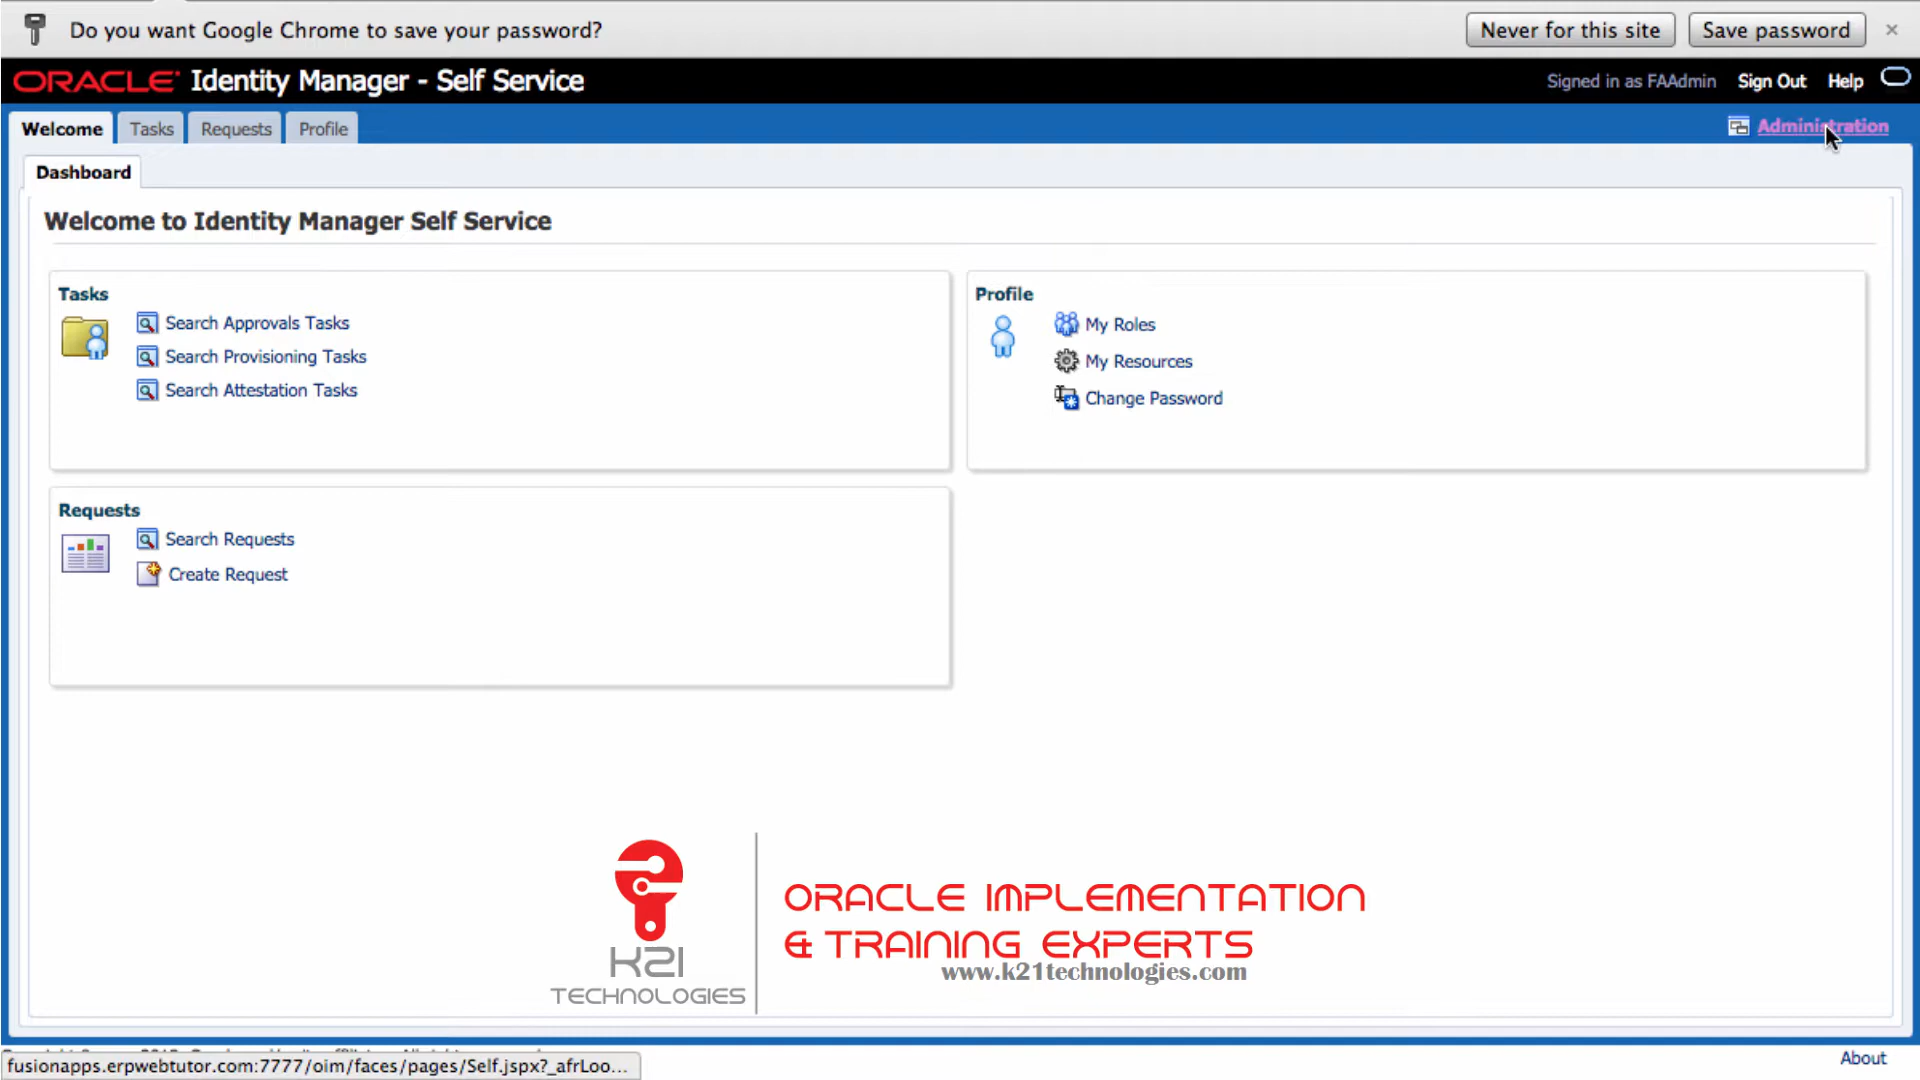 Do you want Google Chrome to save your password?
Never for this site
Save password
ORACLE Identity Manager - Self Service
Signed in as FAAdmin
Sign Out
Help
Welcome
Tasks
Requests
Profile
Administration
Dashboard
Welcome to Identity Manager Self Service
Tasks
Search Approvals Tasks
Search Provisioning Tasks
Search Attestation Tasks
Profile
My Roles
My Resources
Change Password
Requests
Search Requests
Create Request
K21
TECHNOLOGIES
ORACLE IMPLEMENTATION
& TRAINING EXPERTS
www.k21technologies.com
fusionapps.erpwebtutor.com:7777/oim/faces/pages/Self.jspx?_afrLoo...
About